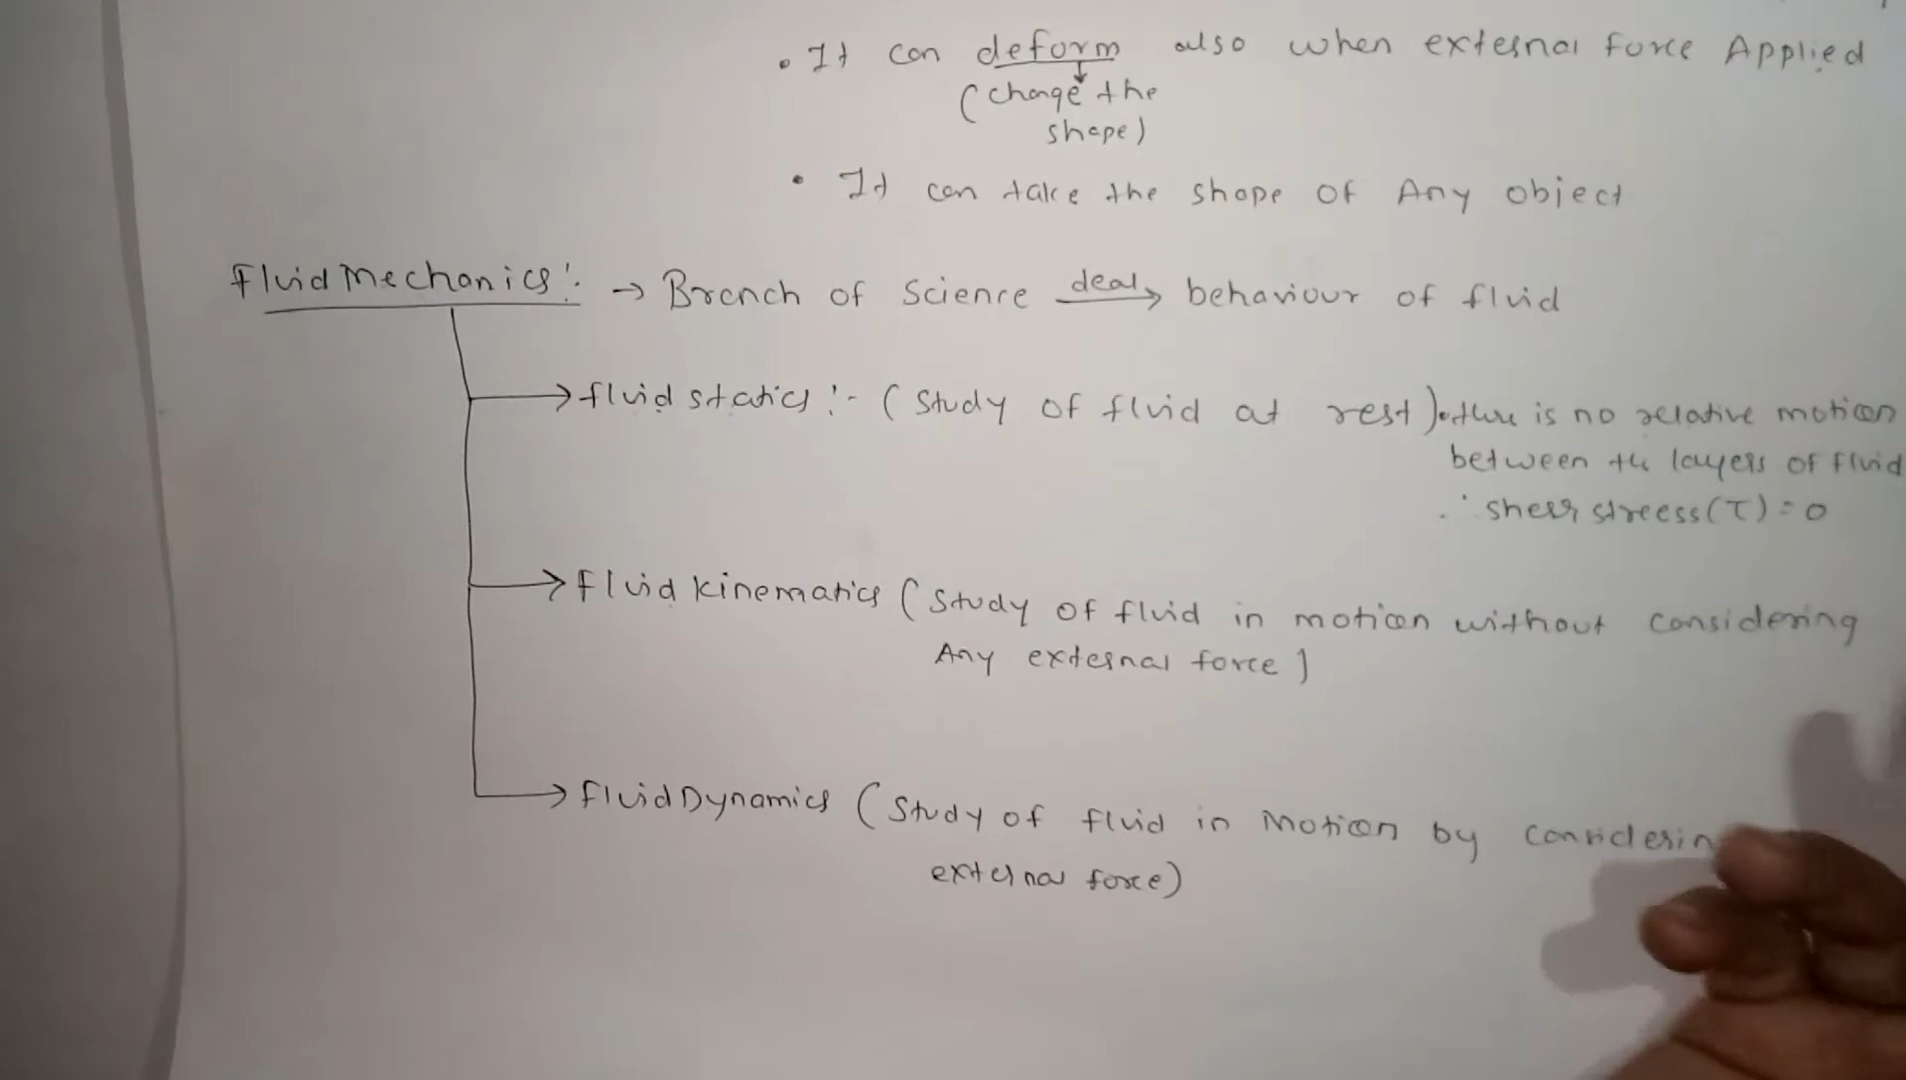 • It can deform also when external force Applied
(change the
shape)
• It can take the shape of Any object
Fluid Mechanics :- → Branch of Science deal→ behaviour of fluid
→ fluid statics :- (Study of fluid at rest) • there is no relative motion
between the layers of fluid
∴ shear streess (τ) = 0
→ fluid kinematics (Study of fluid in motion without considering
Any external force)
→ fluid Dynamics (Study of fluid in Motion by considerin
external force)